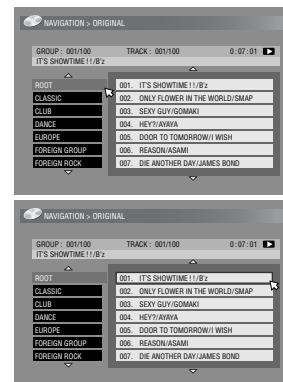 NAVIGATION > ORIGINAL
GROUP : 001/100 TRACK : 001/100 0:07:01
IT'S SHOWTIME!!/B'z
ROOT 001. IT'S SHOWTIME!!/B'z
CLASSIC 002. ONLY FLOWER IN THE WORLD/SMAP
CLUB 003. SEXY GUY/GOMAKI
DANCE 004. HEY?/AYAYA
EUROPE 005. DOOR TO TOMORROW/I WISH
FOREIGN GROUP 006. REASON/ASAMI
FOREIGN ROCK 007. DIE ANOTHER DAY/JAMES BOND
NAVIGATION > ORIGINAL
GROUP : 001/100 TRACK : 001/100 0:07:01
IT'S SHOWTIME!!/B'z
ROOT 001. IT'S SHOWTIME!!/B'z
CLASSIC 002. ONLY FLOWER IN THE WORLD/SMAP
CLUB 003. SEXY GUY/GOMAKI
DANCE 004. HEY?/AYAYA
EUROPE 005. DOOR TO TOMORROW/I WISH
FOREIGN GROUP 006. REASON/ASAMI
FOREIGN ROCK 007. DIE ANOTHER DAY/JAMES BOND